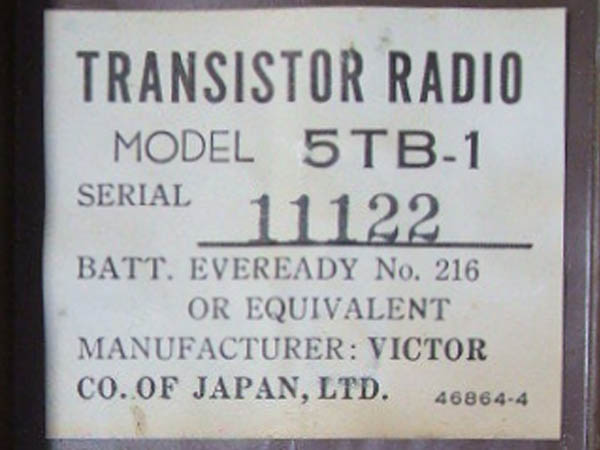 TRANSISTOR RADIO
MODEL 5TB-1
SERIAL 11122
BATT. EVEREADY No. 216
OR EQUIVALENT
MANUFACTURER: VICTOR
CO. OF JAPAN, LTD. 46864-4